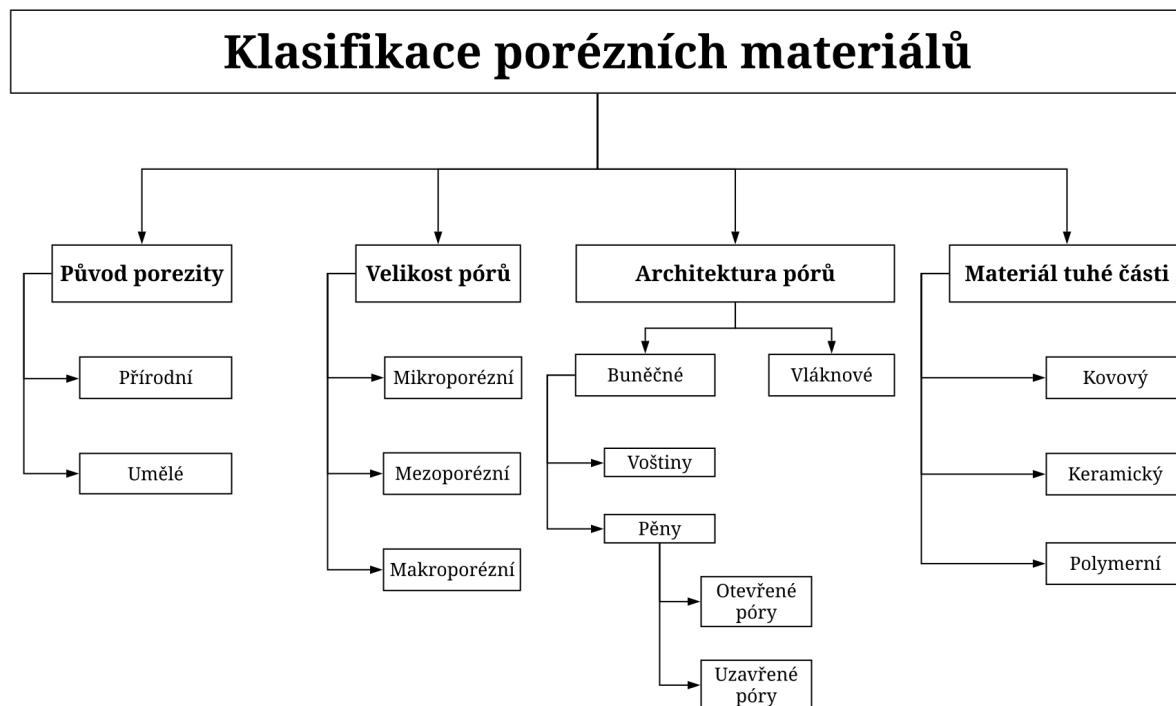 Klasifikace porézních materiálů
Původ porezity
Velikost pórů
Architektura pórů
Materiál tuhé části
Přírodní
Mikroporézní
Buněčné
Vláknové
Kovový
Umělé
Mezoporézní
Voštiny
Keramický
Pěny
Makroporézní
Polymerní
Otevřené
póry
Uzavřené
póry